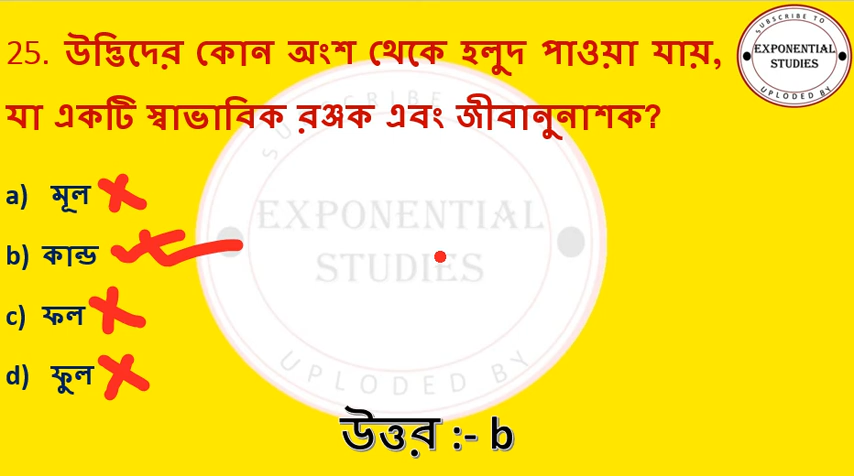 25. উদ্ভিদের কোন অংশ থেকে হলুদ পাওয়া যায়,
যা একটি স্বাভাবিক রঞ্জক এবং জীবানুনাশক?
a) মূল
b) কান্ড
c) ফল
d) ফুল
উত্তর :- b
SUBSCRIBE TO
EXPONENTIAL
STUDIES
UPLODED BY
SUBSCRIBE
EXPONENTIAL
STUDIES
UPLODED BY